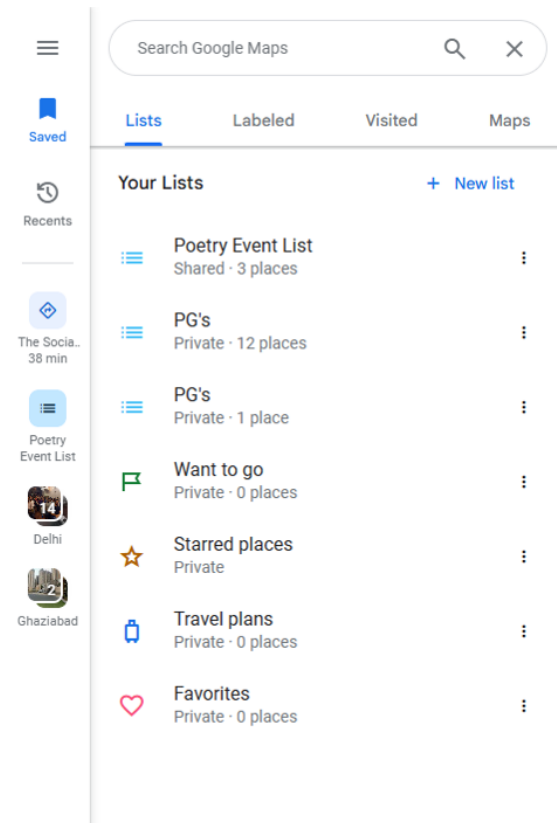 Search Google Maps
Saved
Lists
Labeled
Visited
Maps
Your Lists
+ New list
Recents
Poetry Event List
Shared · 3 places
PG's
Private · 12 places
The Socia..
38 min
PG's
Private · 1 place
Poetry
Event List
Want to go
Private · 0 places
14
Delhi
Starred places
Private
2
Ghaziabad
Travel plans
Private · 0 places
Favorites
Private · 0 places